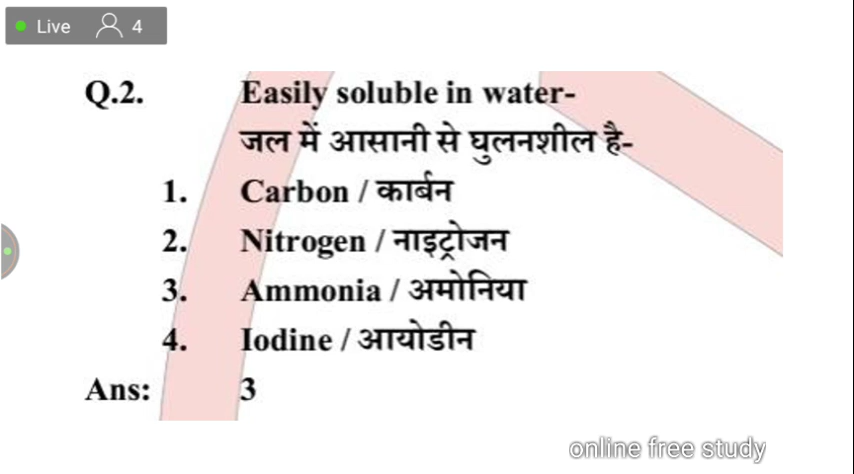 Live 4
Q.2. Easily soluble in water-
जल में आसानी से घुलनशील है-
1. Carbon / कार्बन
2. Nitrogen / नाइट्रोजन
3. Ammonia / अमोनिया
4. Iodine / आयोडीन
Ans: 3
online free study